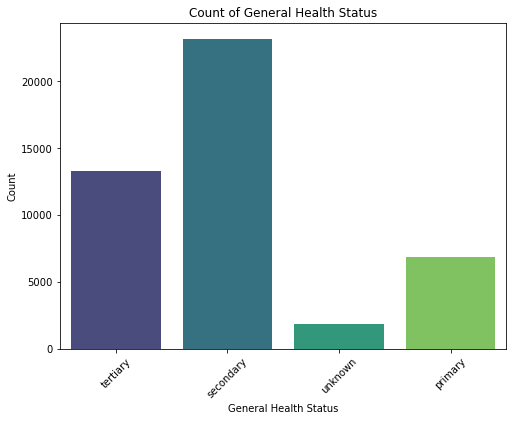 Count of General Health Status
Count
20000
15000
10000
5000
0
tertiary
secondary
unknown
primary
General Health Status